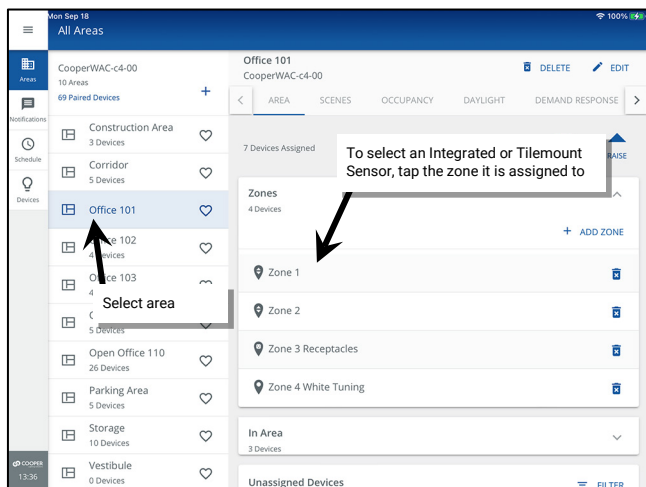 Mon Sep 18
100%
All Areas
Areas
Notifications
Schedule
Devices
COOPER
13:36
CooperWAC-c4-00
10 Areas
69 Paired Devices
+
Construction Area
3 Devices
Corridor
5 Devices
Office 101
Office 102
4 Devices
Office 103
4
Select area
5 Devices
Open Office 110
26 Devices
Parking Area
5 Devices
Storage
10 Devices
Vestibule
0 Devices
Office 101
CooperWAC-c4-00
DELETE
EDIT
AREA SCENES OCCUPANCY DAYLIGHT DEMAND RESPONSE
7 Devices Assigned
RAISE
To select an Integrated or Tilemount
Sensor, tap the zone it is assigned to
Zones
4 Devices
+ ADD ZONE
Zone 1
Zone 2
Zone 3 Receptacles
Zone 4 White Tuning
In Area
3 Devices
Unassigned Devices
FILTER